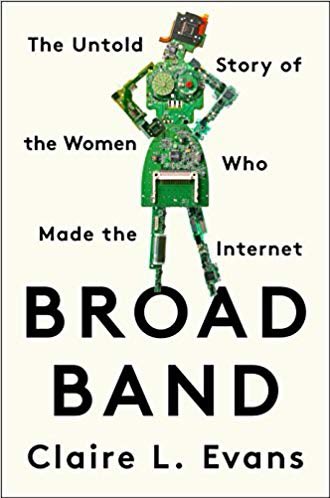 The Untold Story of
the Women Who
Made the Internet
BROAD
BAND
Claire L. Evans